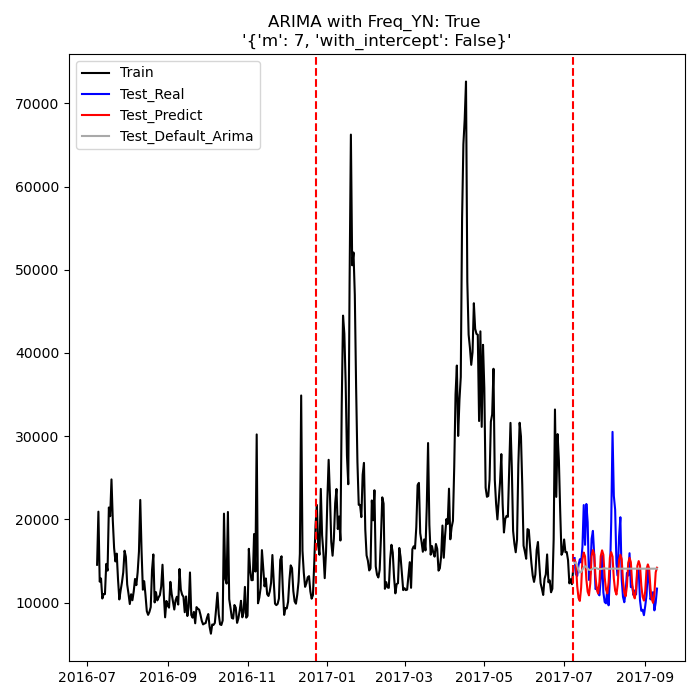 ARIMA with Freq_YN: True
'{'m': 7, 'with_intercept': False}'
Train
Test_Real
Test_Predict
Test_Default_Arima
70000
60000
50000
40000
30000
20000
10000
2016-07 2016-09 2016-11 2017-01 2017-03 2017-05 2017-07 2017-09